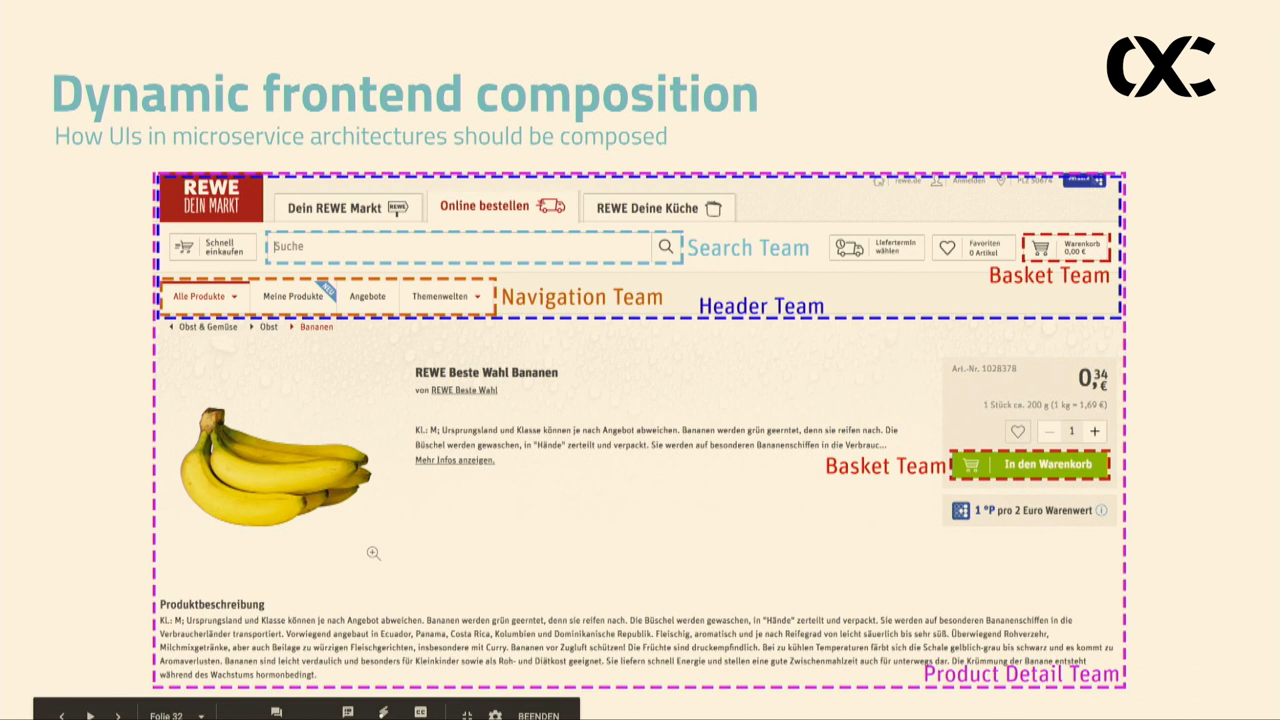 Dynamic frontend composition
How UIs in microservice architectures should be composed
REWE
DEIN MARKT
Dein REWE Markt REWE
Online bestellen
REWE Deine Küche
rewe.de Anmelden PLZ 50674
Schnell
einkaufen
Suche
Search Team
Liefertermin
wählen
Favoriten
0 Artikel
Warenkorb
0,00 €
Basket Team
Alle Produkte
Meine Produkte
NEU
Angebote
Themenwelten
Navigation Team
Header Team
Obst & Gemüse Obst Bananen
REWE Beste Wahl Bananen
von REWE Beste Wahl
Kl.: M; Ursprungsland und Klasse können je nach Angebot abweichen. Bananen werden grün geerntet, denn sie reifen nach. Die
Büschel werden gewaschen, in "Hände" zerteilt und verpackt. Sie werden auf besonderen Bananenschiffen in die Verbrauc...
Mehr Infos anzeigen.
Art.-Nr. 1028378
0,34 €
1 Stück ca. 200 g (1 kg = 1,69 €)
1
Basket Team
In den Warenkorb
1 °P pro 2 Euro Warenwert
Produktbeschreibung
KL: M; Ursprungsland und Klasse können je nach Angebot abweichen. Bananen werden grün geerntet, denn sie reifen nach. Die Büschel werden gewaschen, in "Hände" zerteilt und verpackt. Sie werden auf besonderen Bananenschiffen in die
Verbraucherländer transportiert. Vorwiegend angebaut in Ecuador, Panama, Costa Rica, Kolumbien und Dominikanische Republik. Fleischig, aromatisch und je nach Reifegrad von leicht säuerlich bis sehr süß. Überwiegend Rohverzehr,
Milchmixgetränke, aber auch Beilage zu würzigen Fleischgerichten, insbesondere mit Curry. Bananen vor Zugluft schützen! Die Früchte sind druckempfindlich. Bei zu kühlen Temperaturen färbt sich die Schale gelblich-grau bis schwarz und es kommt zu
Aromaverlusten. Bananen sind leicht verdaulich und besonders für Kleinkinder sowie als Roh- und Diätkost geeignet. Sie liefern schnell Energie und stellen eine gute Zwischenmahlzeit auch für unterwegs dar. Die Krümmung der Banane entsteht
während des Wachstums hormonbedingt.
Product Detail Team
Folie 32
BEENDEN